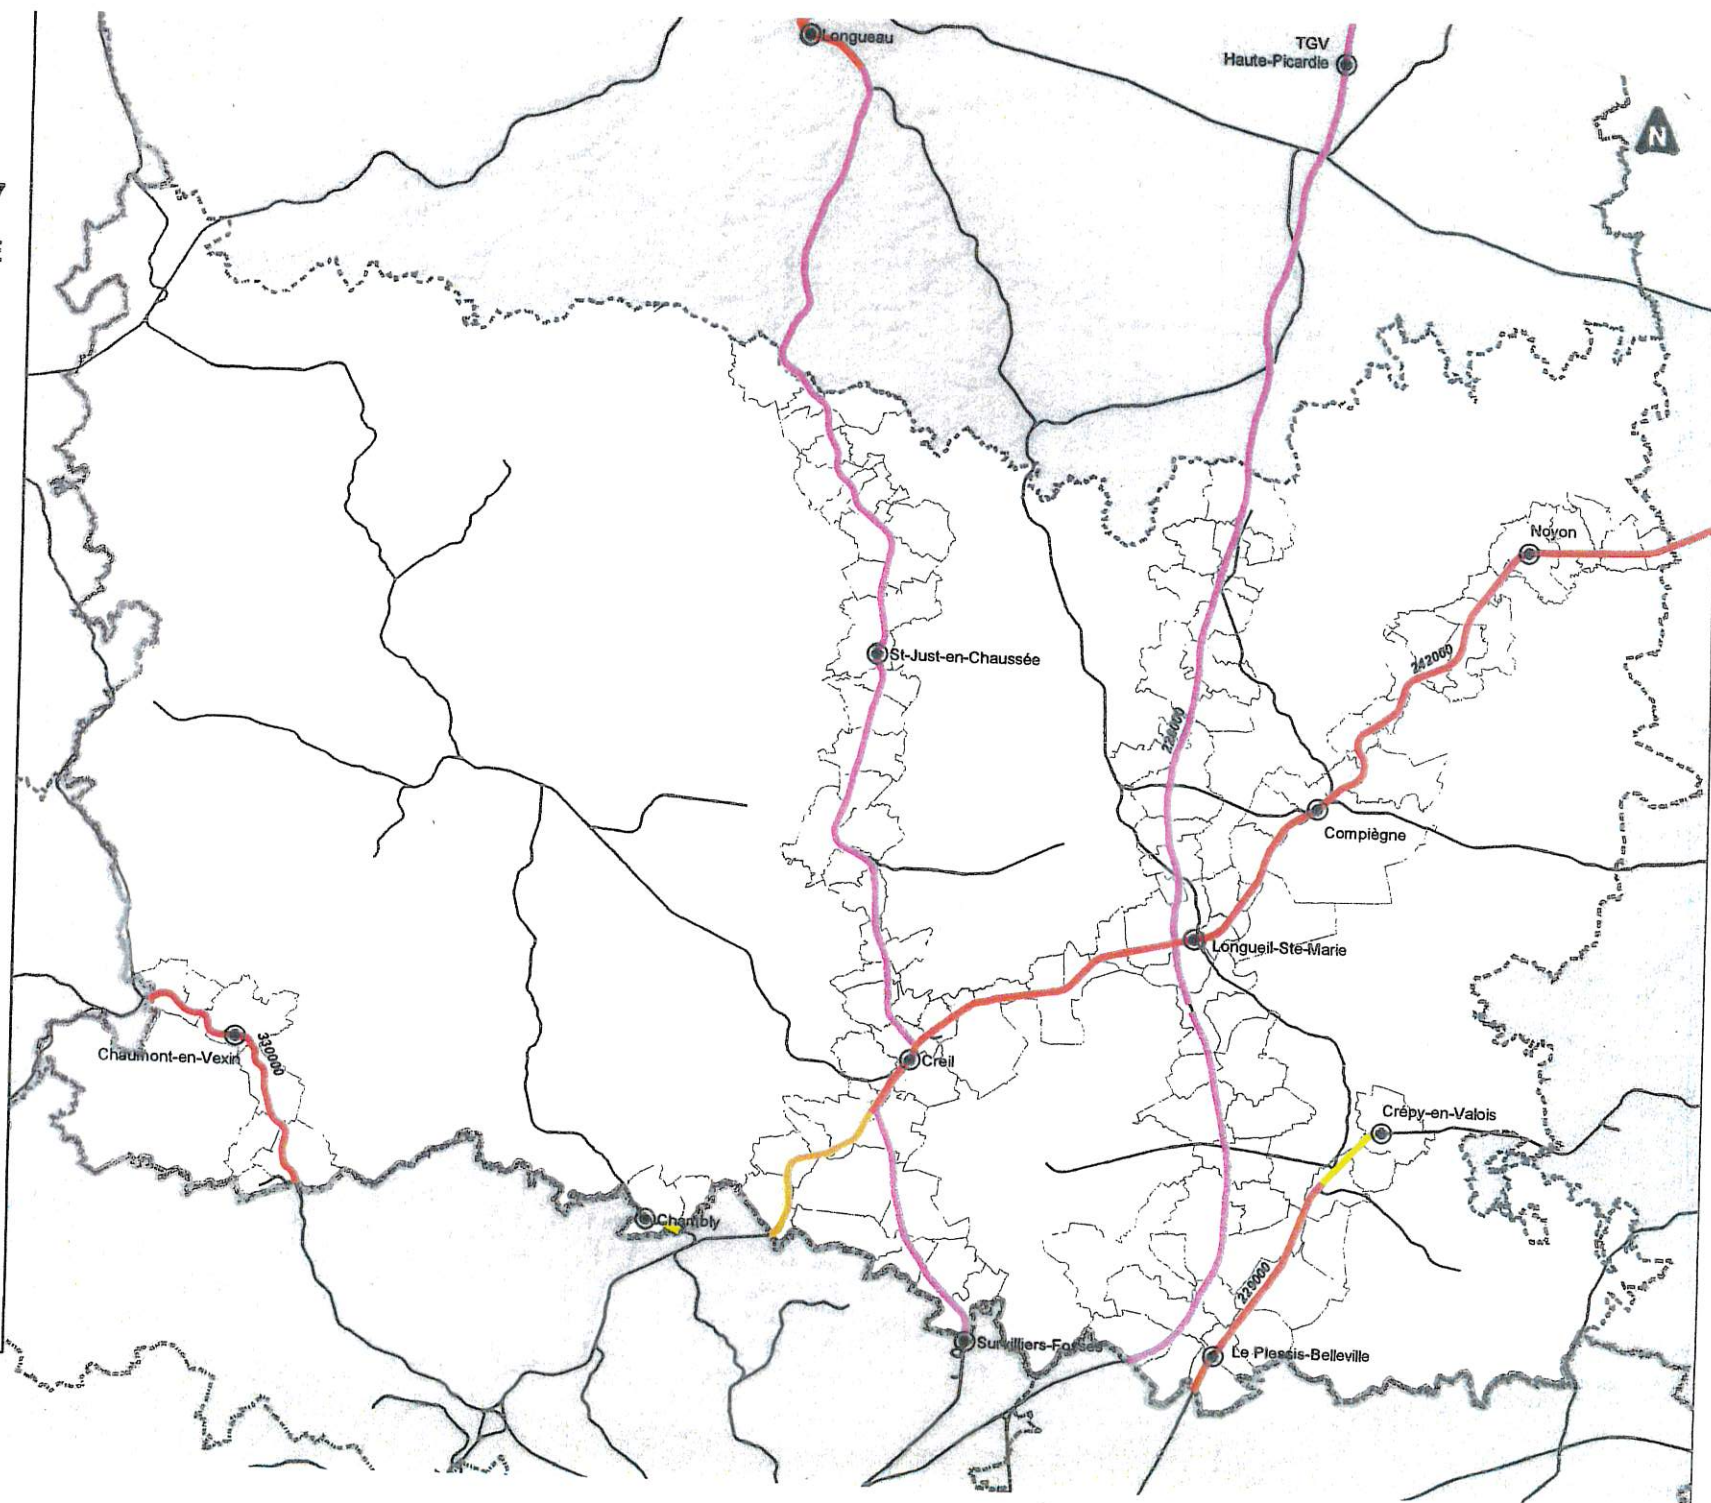 Longueau
TGV
Haute-Picardie
N
Noyon
St-Just-en-Chaussée
242000
226000
Compiègne
Longueil-Ste-Marie
Chaumont-en-Vexin
330000
Creil
Crépy-en-Valois
Chambly
229000
Survilliers-Fosses
Le Plessis-Belleville